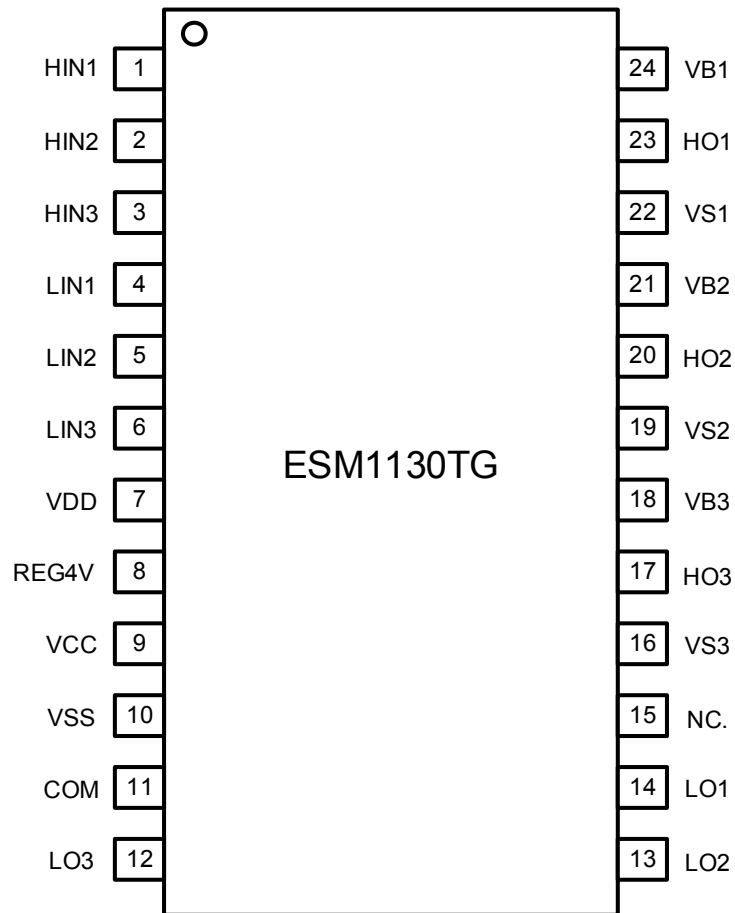 HIN1 1 24 VB1
HIN2 2 23 HO1
HIN3 3 22 VS1
LIN1 4 21 VB2
LIN2 5 20 HO2
LIN3 6 19 VS2
ESM1130TG
VDD 7 18 VB3
REG4V 8 17 HO3
VCC 9 16 VS3
VSS 10 15 NC.
COM 11 14 LO1
LO3 12 13 LO2